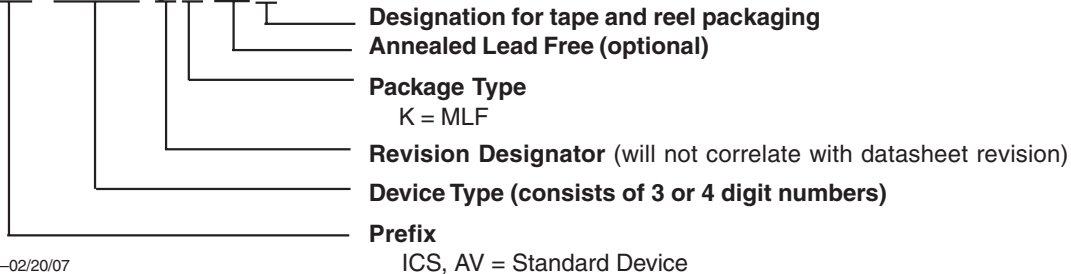 Designation for tape and reel packaging
Annealed Lead Free (optional)
Package Type
K = MLF
Revision Designator (will not correlate with datasheet revision)
Device Type (consists of 3 or 4 digit numbers)
Prefix
ICS, AV = Standard Device
–02/20/07